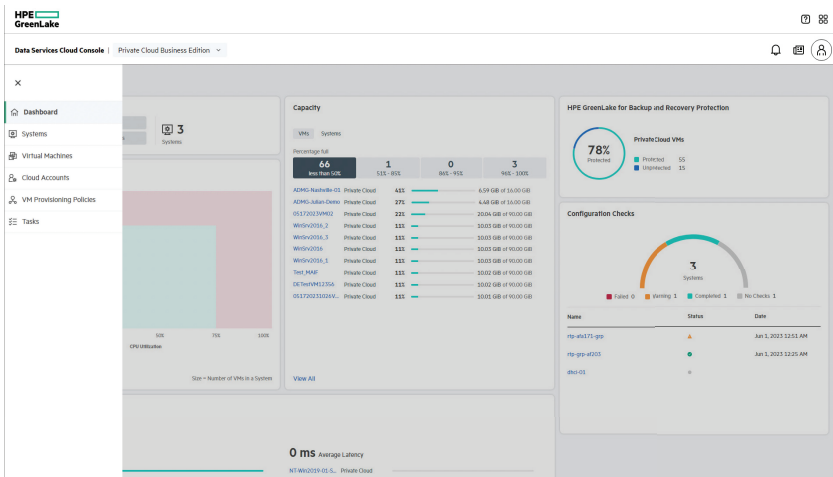 HPE
GreenLake
Data Services Cloud Console | Private Cloud Business Edition
Dashboard
Systems
Virtual Machines
Cloud Accounts
VM Provisioning Policies
Tasks
3
Systems
50% 75% 100%
CPU Utilization
Size = Number of VMs in a System
Capacity
VMs Systems
Percentage full
66 1 0 3
less than 50% 51% - 85% 86% - 95% 96% - 100%
ADMG-Nashville-01 Private Cloud 41% 6.59 GiB of 16.00 GiB
ADMG-Julian-Demo Private Cloud 27% 4.48 GiB of 16.00 GiB
05172023VM02 Private Cloud 22% 20.04 GiB of 90.00 GiB
WinSrv2016_2 Private Cloud 11% 10.03 GiB of 90.00 GiB
WinSrv2016_3 Private Cloud 11% 10.03 GiB of 90.00 GiB
WinSrv2016 Private Cloud 11% 10.03 GiB of 90.00 GiB
WinSrv2016_1 Private Cloud 11% 10.03 GiB of 90.00 GiB
Test_MAIF Private Cloud 11% 10.02 GiB of 90.00 GiB
DETestVM12356 Private Cloud 11% 10.02 GiB of 90.00 GiB
051720231026V... Private Cloud 11% 10.01 GiB of 90.00 GiB
View All
0 ms Average Latency
NT-Win2019-01-S... Private Cloud
HPE GreenLake for Backup and Recovery Protection
78%
Protected
Private Cloud VMs
Protected 55
Unprotected 15
Configuration Checks
3
Systems
Failed 0 Warning 1 Completed 1 No Checks 1
Name Status Date
rtp-afa171-grp Jun 1, 2023 12:51 AM
rtp-grp-af203 Jun 1, 2023 12:25 AM
dhci-01